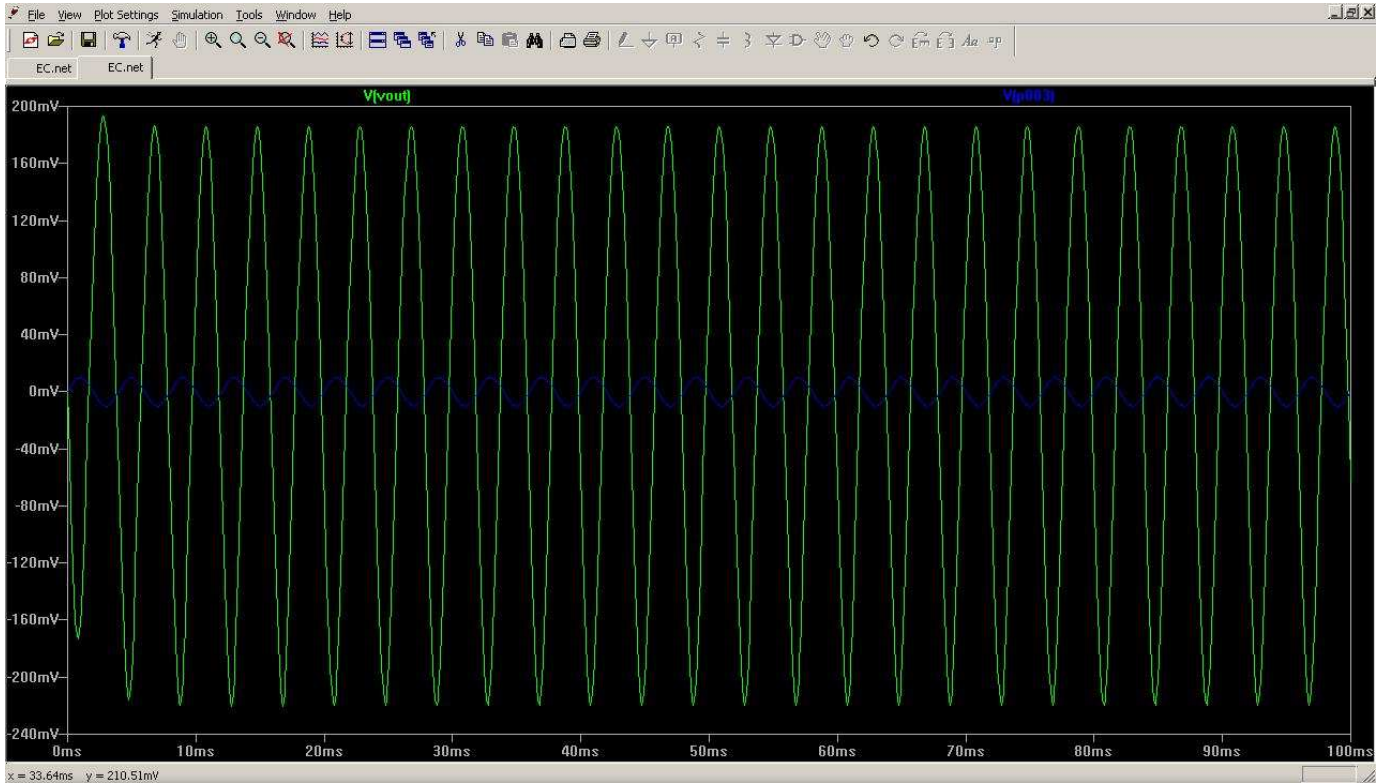 File View Plot Settings Simulation Tools Window Help
EC.net EC.net
V(vout) V(p003)
200mV
160mV
120mV
80mV
40mV
0mV
-40mV
-80mV
-120mV
-160mV
-200mV
-240mV
0ms 10ms 20ms 30ms 40ms 50ms 60ms 70ms 80ms 90ms 100ms
x = 33.64ms y = 210.51mV